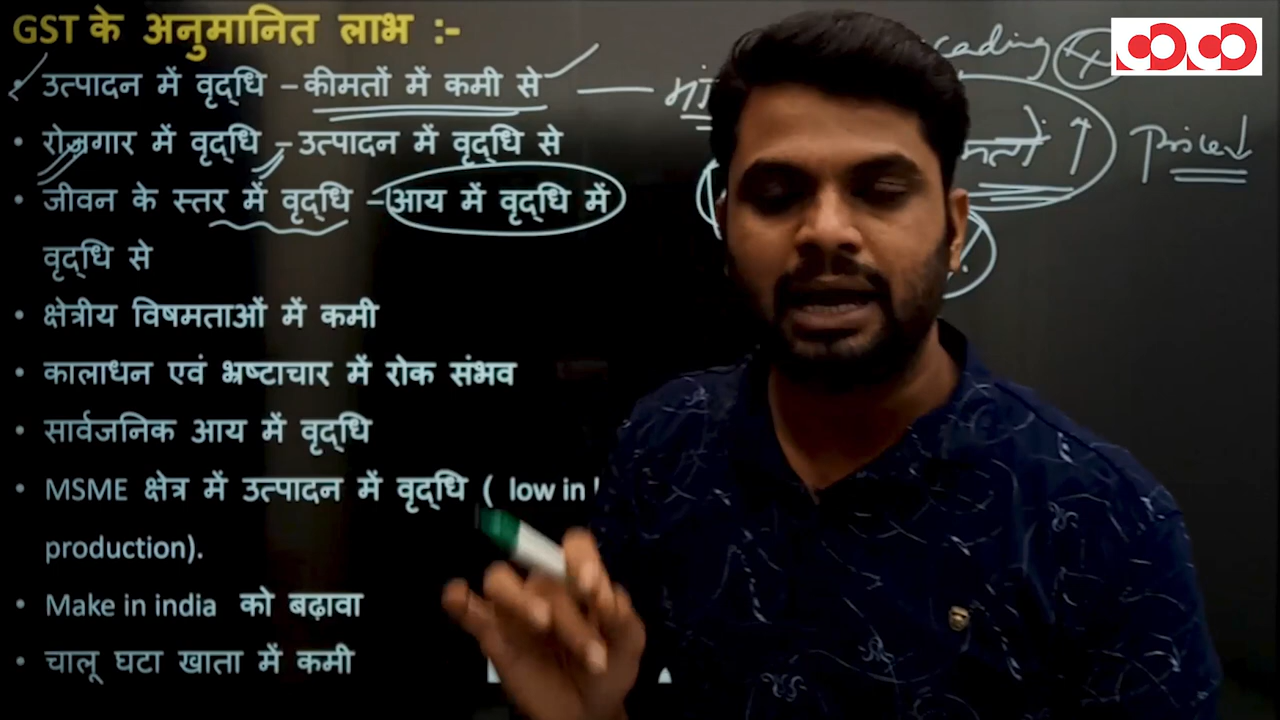 GST के अनुमानित लाभ :-
उत्पादन में वृद्धि – कीमतों में कमी से
रोजगार में वृद्धि – उत्पादन में वृद्धि से
Price↓
जीवन के स्तर में वृद्धि – आय में वृद्धि में
वृद्धि से
क्षेत्रीय विषमताओं में कमी
कालाधन एवं भ्रष्टाचार में रोक संभव
सार्वजनिक आय में वृद्धि
MSME क्षेत्र में उत्पादन में वृद्धि ( low in
production).
Make in india को बढ़ावा
चालू घटा खाता में कमी